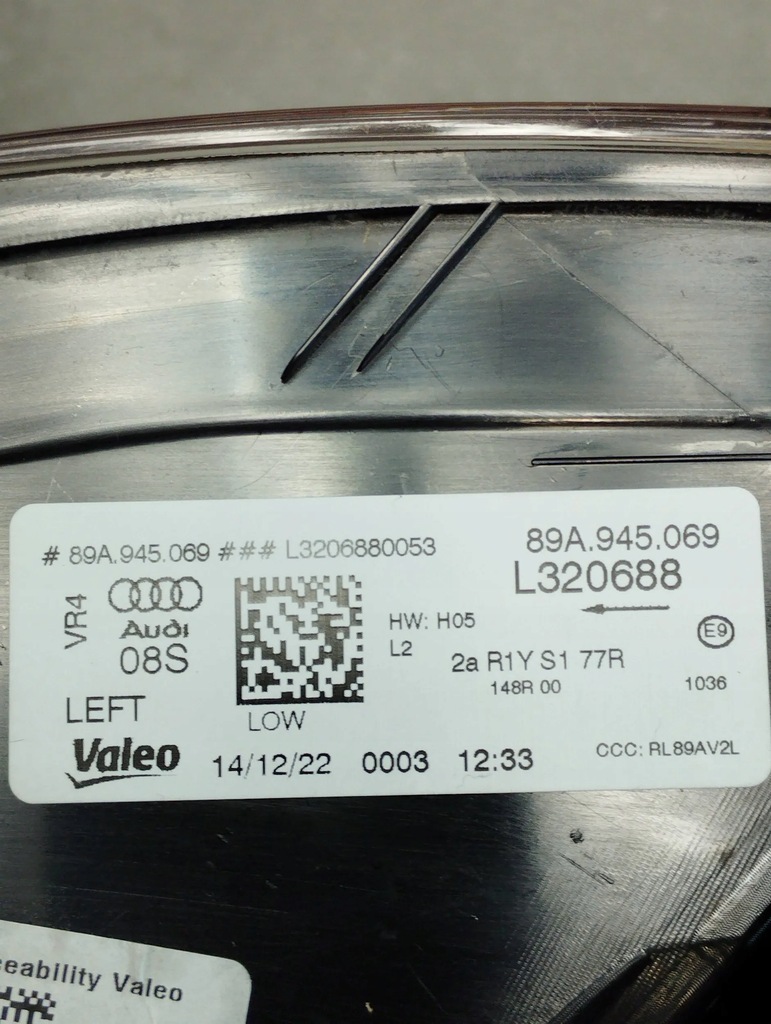 # 89A.945.069 ### L3206880053
89A.945.069
L320688
VR4
Audi
08S
HW: H05
L2
E9
2a R1Y S1 77R
148R 00
1036
LEFT
LOW
Valeo
14/12/22 0003 12:33
CCC: RL89AV2L
eability Valeo